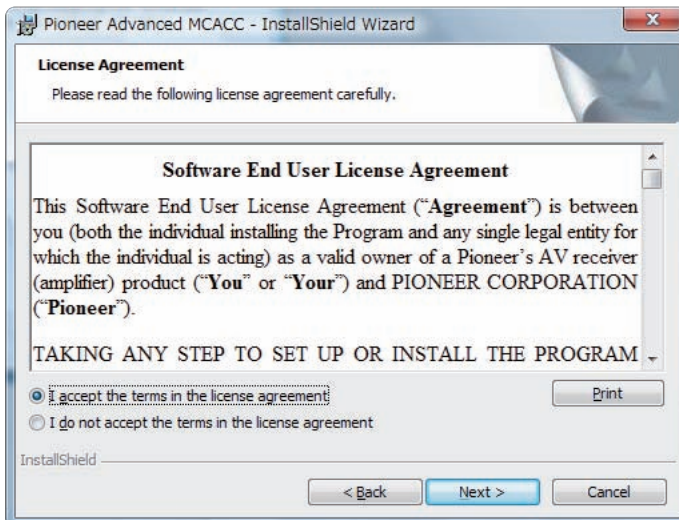 Pioneer Advanced MCACC - InstallShield Wizard
License Agreement
Please read the following license agreement carefully.
Software End User License Agreement
This Software End User License Agreement (“Agreement”) is between
you (both the individual installing the Program and any single legal entity for
which the individual is acting) as a valid owner of a Pioneer’s AV receiver
(amplifier) product (“You” or “Your”) and PIONEER CORPORATION
(“Pioneer”).
TAKING ANY STEP TO SET UP OR INSTALL THE PROGRAM
I accept the terms in the license agreement
Print
I do not accept the terms in the license agreement
InstallShield
< Back
Next >
Cancel